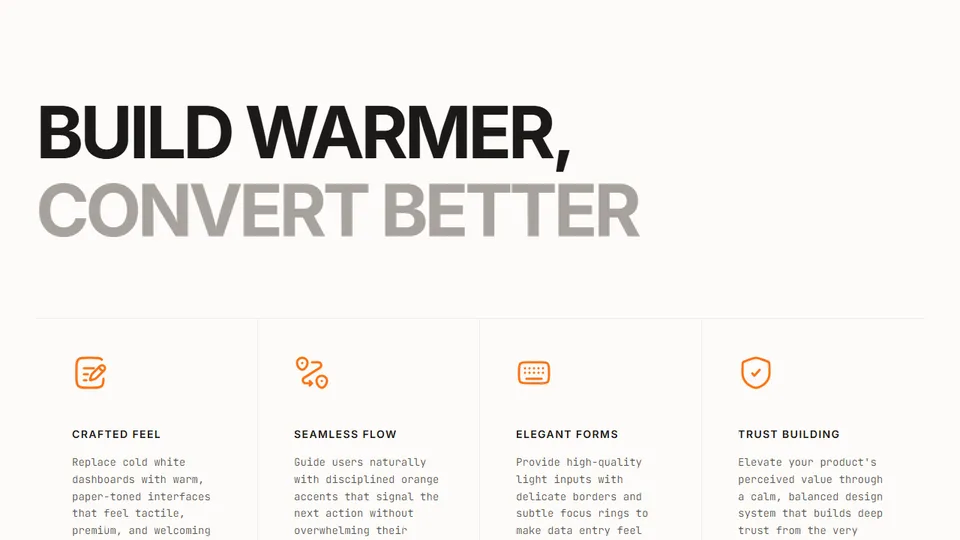 BUILD WARMER,
CONVERT BETTER
CRAFTED FEEL
Replace cold white
dashboards with warm,
paper-toned interfaces
that feel tactile,
premium, and welcoming
SEAMLESS FLOW
Guide users naturally
with disciplined orange
accents that signal the
next action without
overwhelming their
ELEGANT FORMS
Provide high-quality
light inputs with
delicate borders and
subtle focus rings to
make data entry feel
TRUST BUILDING
Elevate your product's
perceived value through
a calm, balanced design
system that builds deep
trust from the very